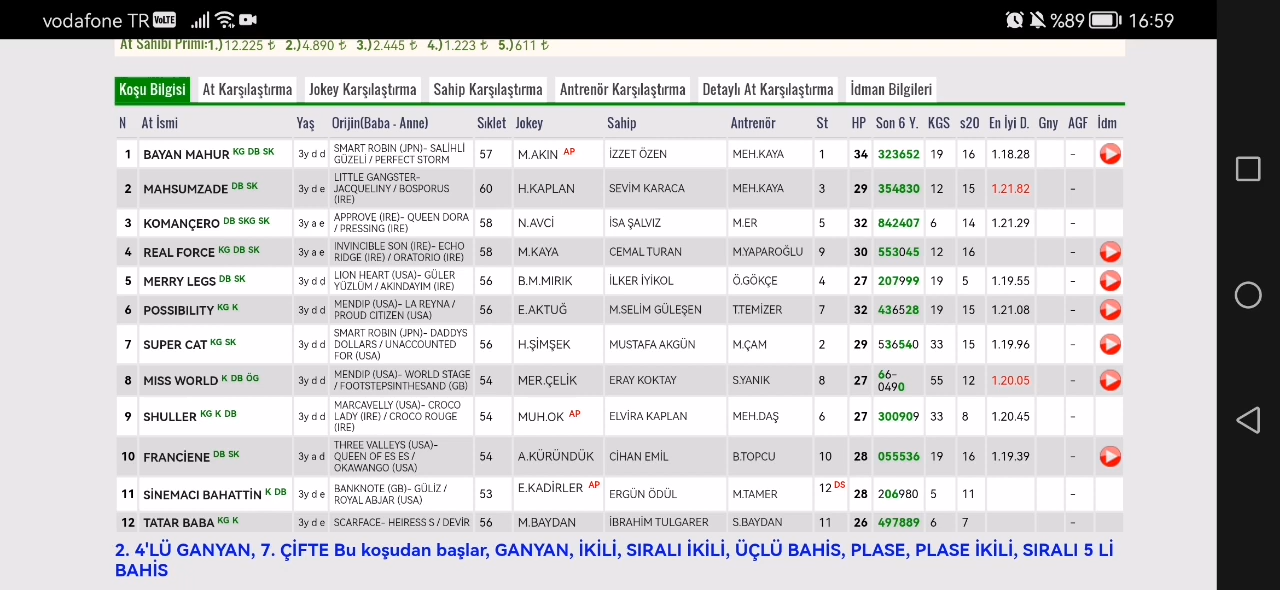 vodafone TR VoLTE %89 16:59
At Sahibi Primi:1.)12.225 ₺ 2.)4.890 ₺ 3.)2.445 ₺ 4.)1.223 ₺ 5.)611 ₺
Koşu Bilgisi At Karşılaştırma Jokey Karşılaştırma Sahip Karşılaştırma Antrenör Karşılaştırma Detaylı At Karşılaştırma İdman Bilgileri
N At İsmi Yaş Orijin(Baba - Anne) Sıklet Jokey Sahip Antrenör St HP Son 6 Y. KGS s20 En İyi D. Gny AGF İdm
1 BAYAN MAHUR KG DB SK 3y d d SMART ROBIN (JPN)- SALİHLİ GÜZELİ / PERFECT STORM 57 M.AKIN AP İZZET ÖZEN MEH.KAYA 1 34 323652 19 16 1.18.28 -
2 MAHSUMZADE DB SK 3y d e LITTLE GANGSTER- JACQUELINY / BOSPORUS (IRE) 60 H.KAPLAN SEVİM KARACA MEH.KAYA 3 29 354830 12 15 1.21.82 -
3 KOMANÇERO DB SKG SK 3y a e APPROVE (IRE)- QUEEN DORA / PRESSING (IRE) 58 N.AVCİ İSA ŞALVIZ M.ER 5 32 842407 6 14 1.21.29 -
4 REAL FORCE KG DB SK 3y a e INVINCIBLE SON (IRE)- ECHO RIDGE (IRE) / ORATORIO (IRE) 58 M.KAYA CEMAL TURAN M.YAPAROĞLU 9 30 553045 12 16 -
5 MERRY LEGS DB SK 3y d d LION HEART (USA)- GÜLER YÜZLÜM / AKINDAYIM (IRE) 56 B.M.MIRIK İLKER İYİKOL Ö.GÖKÇE 4 27 207999 19 5 1.19.55 -
6 POSSIBILITY KG K 3y d d MENDIP (USA)- LA REYNA / PROUD CITIZEN (USA) 56 E.AKTUĞ M.SELİM GÜLEŞEN T.TEMİZER 7 32 436528 19 15 1.21.08 -
7 SUPER CAT KG SK 3y d d SMART ROBIN (JPN)- DADDYS DOLLARS / UNACCOUNTED FOR (USA) 56 H.ŞİMŞEK MUSTAFA AKGÜN M.ÇAM 2 29 536540 33 15 1.19.96 -
8 MISS WORLD K DB ÖG 3y d d MENDIP (USA)- WORLD STAGE / FOOTSTEPSINTHESAND (GB) 54 MER.ÇELİK ERAY KOKTAY S.YANIK 8 27 66-0490 55 12 1.20.05 -
9 SHULLER KG K DB 3y d d MARCAVELLY (USA)- CROCO LADY (IRE) / CROCO ROUGE (IRE) 54 MUH.OK AP ELVİRA KAPLAN MEH.DAŞ 6 27 300909 33 8 1.20.45 -
10 FRANCİENE DB SK 3y a d THREE VALLEYS (USA)- QUEEN OF ES ES / OKAWANGO (USA) 54 A.KÜRÜNDÜK CİHAN EMİL B.TOPCU 10 28 055536 19 16 1.19.39 -
11 SİNEMACI BAHATTİN K DB 3y d e BANKNOTE (GB)- GÜLİZ / ROYAL ABJAR (USA) 53 E.KADİRLER AP ERGÜN ÖDÜL M.TAMER 12 DS 28 206980 5 11 -
12 TATAR BABA KG K 3y d e SCARFACE- HEIRESS S / DEVİR 56 M.BAYDAN İBRAHİM TULGARER S.BAYDAN 11 26 497889 6 7 -
2. 4'LÜ GANYAN, 7. ÇİFTE Bu koşudan başlar, GANYAN, İKİLİ, SIRALI İKİLİ, ÜÇLÜ BAHİS, PLASE, PLASE İKİLİ, SIRALI 5 Lİ
BAHİS